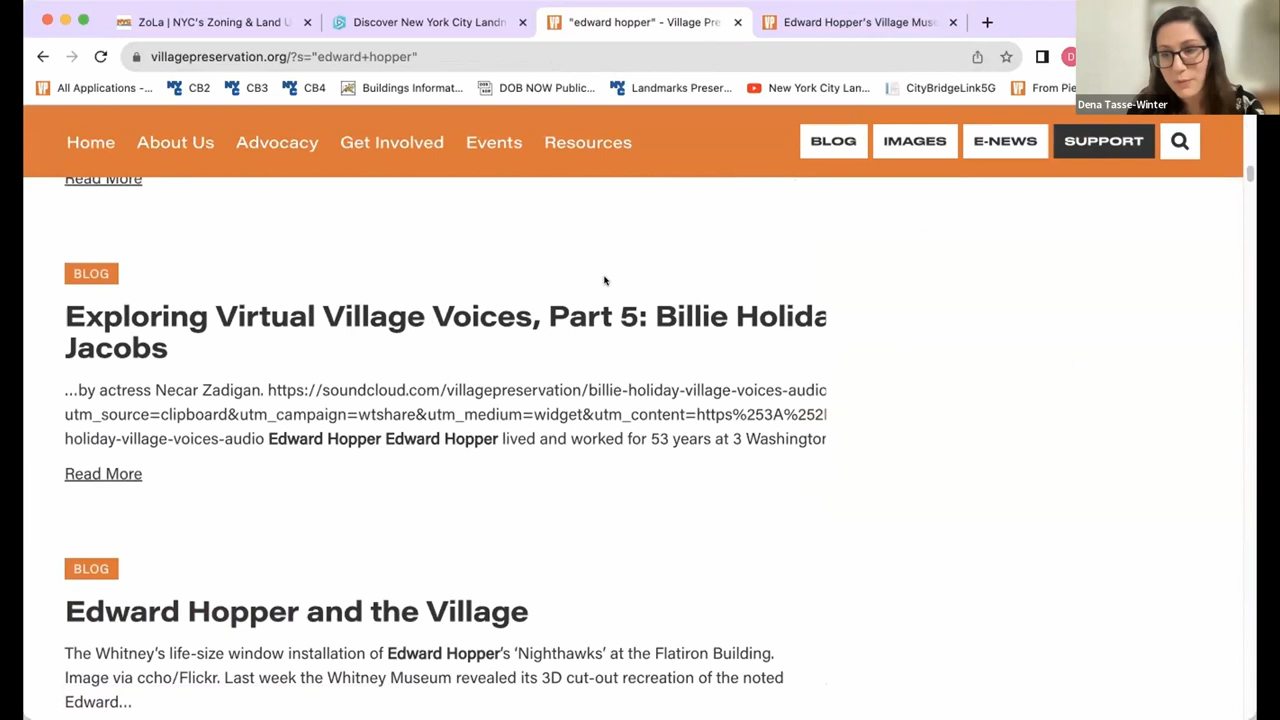 ZoLa | NYC's Zoning & Land U
Discover New York City Landn
"edward hopper" - Village Pre
Edward Hopper's Village Muse
villagepreservation.org/?s="edward+hopper"
D
All Applications -...
CB2
CB3
CB4
Buildings Informat...
DOB NOW Public...
Landmarks Preser...
New York City Lan...
CityBridgeLink5G
From Pie
Dena Tasse-Winter
Home
About Us
Advocacy
Get Involved
Events
Resources
BLOG
IMAGES
E-NEWS
SUPPORT
Read More
BLOG
Exploring Virtual Village Voices, Part 5: Billie Holida
Jacobs
...by actress Necar Zadigan. https://soundcloud.com/villagepreservation/billie-holiday-village-voices-audio
utm_source=clipboard&utm_campaign=wtshare&utm_medium=widget&utm_content=https%253A%252
holiday-village-voices-audio Edward Hopper Edward Hopper lived and worked for 53 years at 3 Washington
Read More
BLOG
Edward Hopper and the Village
The Whitney's life-size window installation of Edward Hopper's 'Nighthawks' at the Flatiron Building.
Image via ccho/Flickr. Last week the Whitney Museum revealed its 3D cut-out recreation of the noted
Edward...